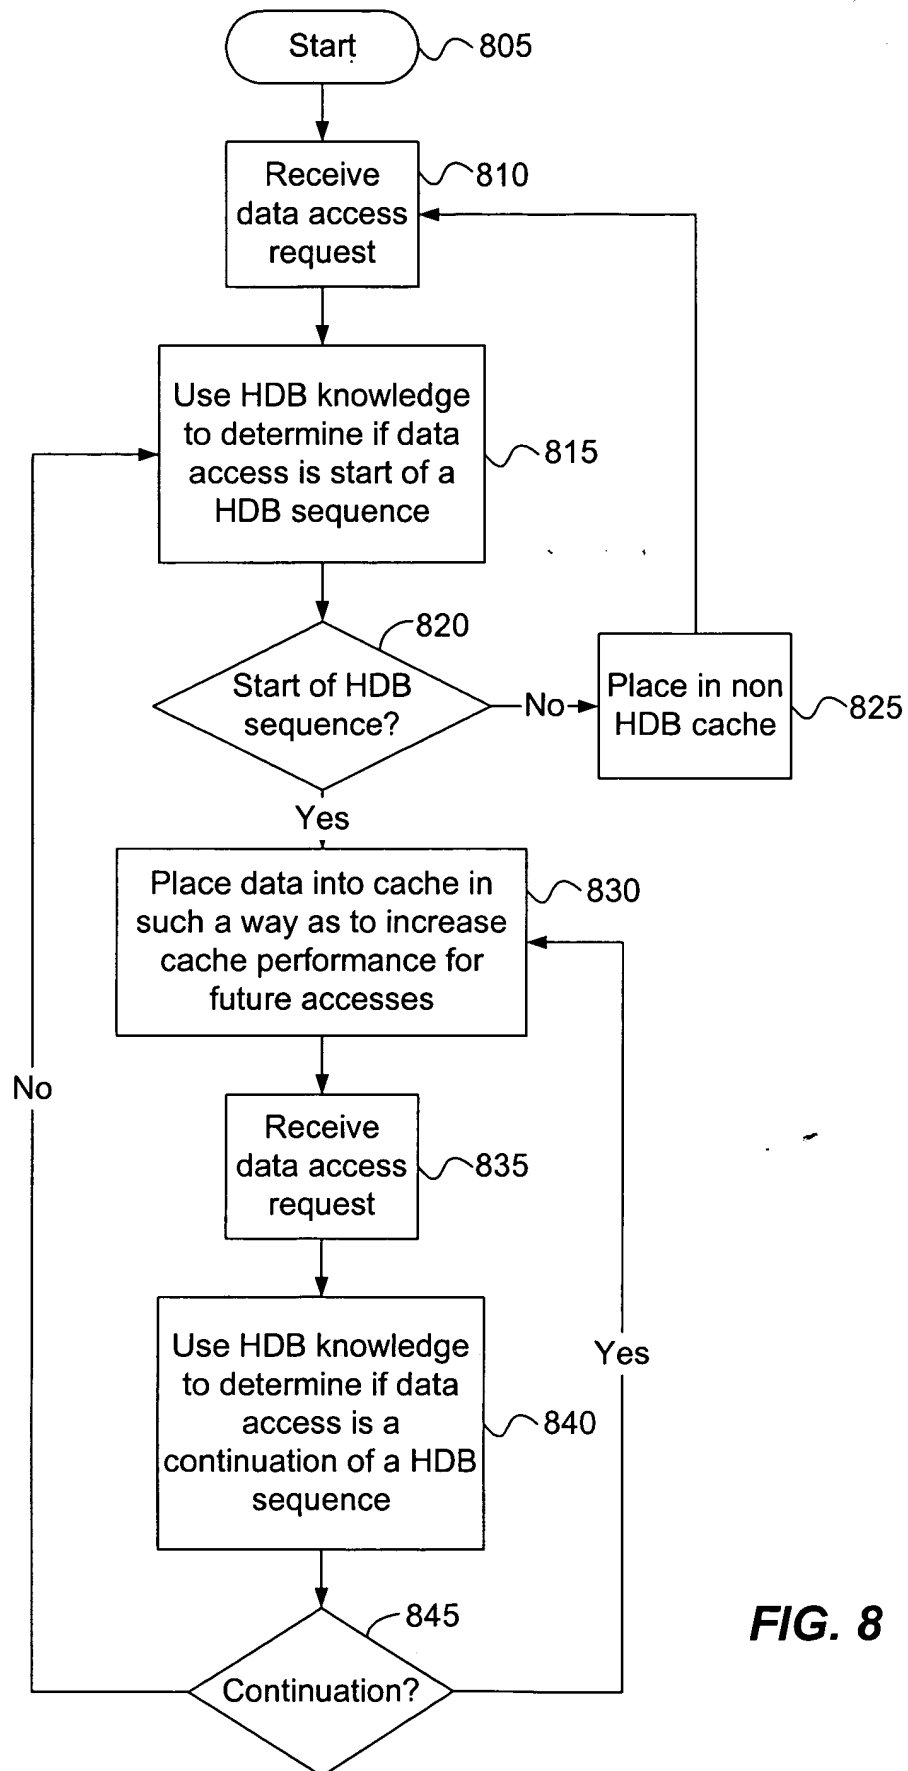 Start
805
Receive
data access
request
810
Use HDB knowledge
to determine if data
access is start of a
HDB sequence
815
820
Start of HDB
sequence?
No
Place in non
HDB cache
825
Yes
Place data into cache in
such a way as to increase
cache performance for
future accesses
830
No
Receive
data access
request
835
Use HDB knowledge
to determine if data
access is a
continuation of a HDB
sequence
840
Yes
845
Continuation?
FIG. 8